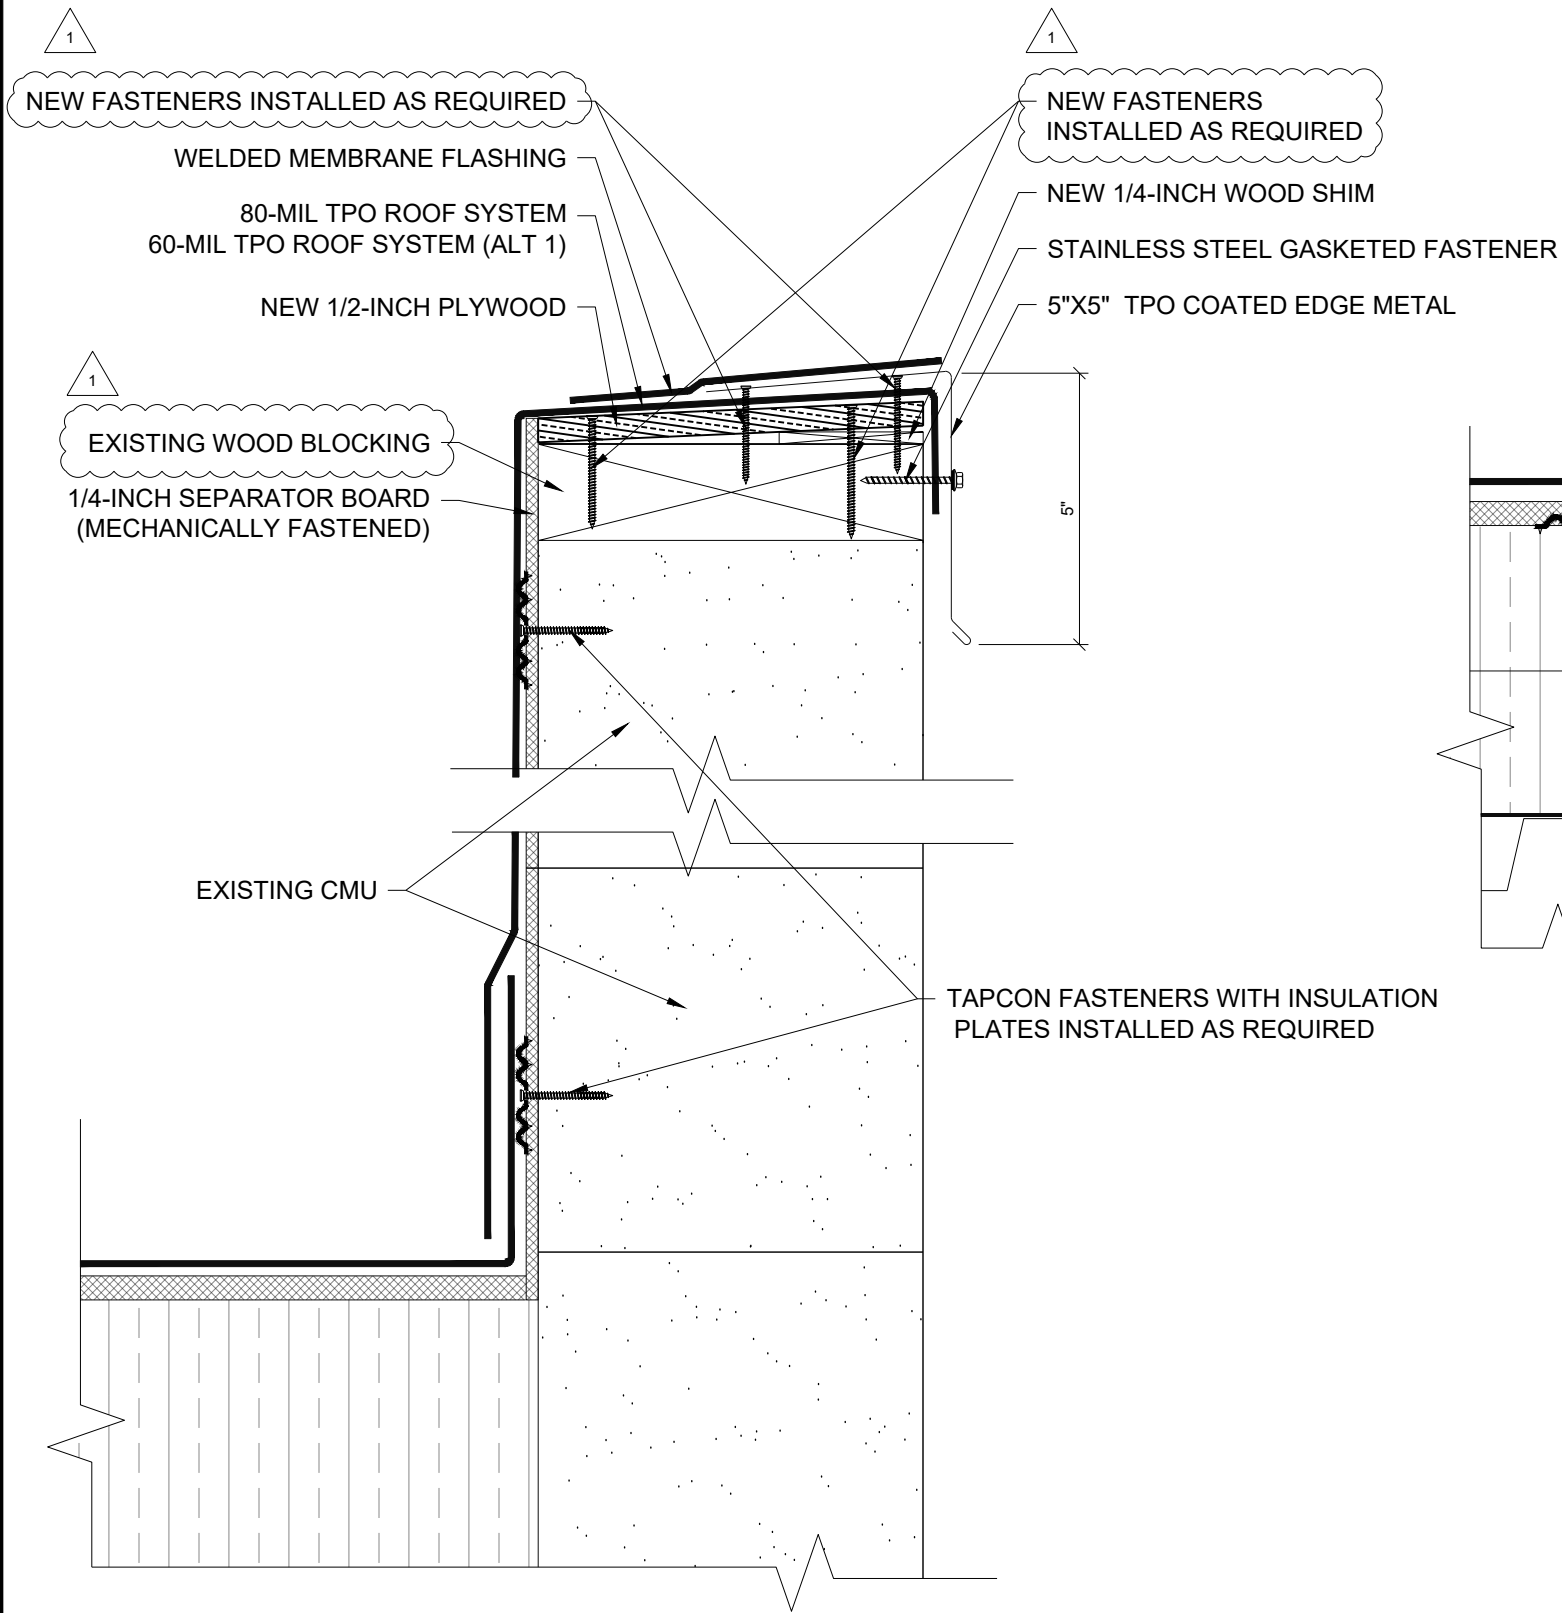 1
1
NEW FASTENERS INSTALLED AS REQUIRED
NEW FASTENERS
INSTALLED AS REQUIRED
WELDED MEMBRANE FLASHING
NEW 1/4-INCH WOOD SHIM
80-MIL TPO ROOF SYSTEM
60-MIL TPO ROOF SYSTEM (ALT 1)
STAINLESS STEEL GASKETED FASTENER
NEW 1/2-INCH PLYWOOD
5"X5" TPO COATED EDGE METAL
1
EXISTING WOOD BLOCKING
1/4-INCH SEPARATOR BOARD
(MECHANICALLY FASTENED)
5"
EXISTING CMU
TAPCON FASTENERS WITH INSULATION
PLATES INSTALLED AS REQUIRED